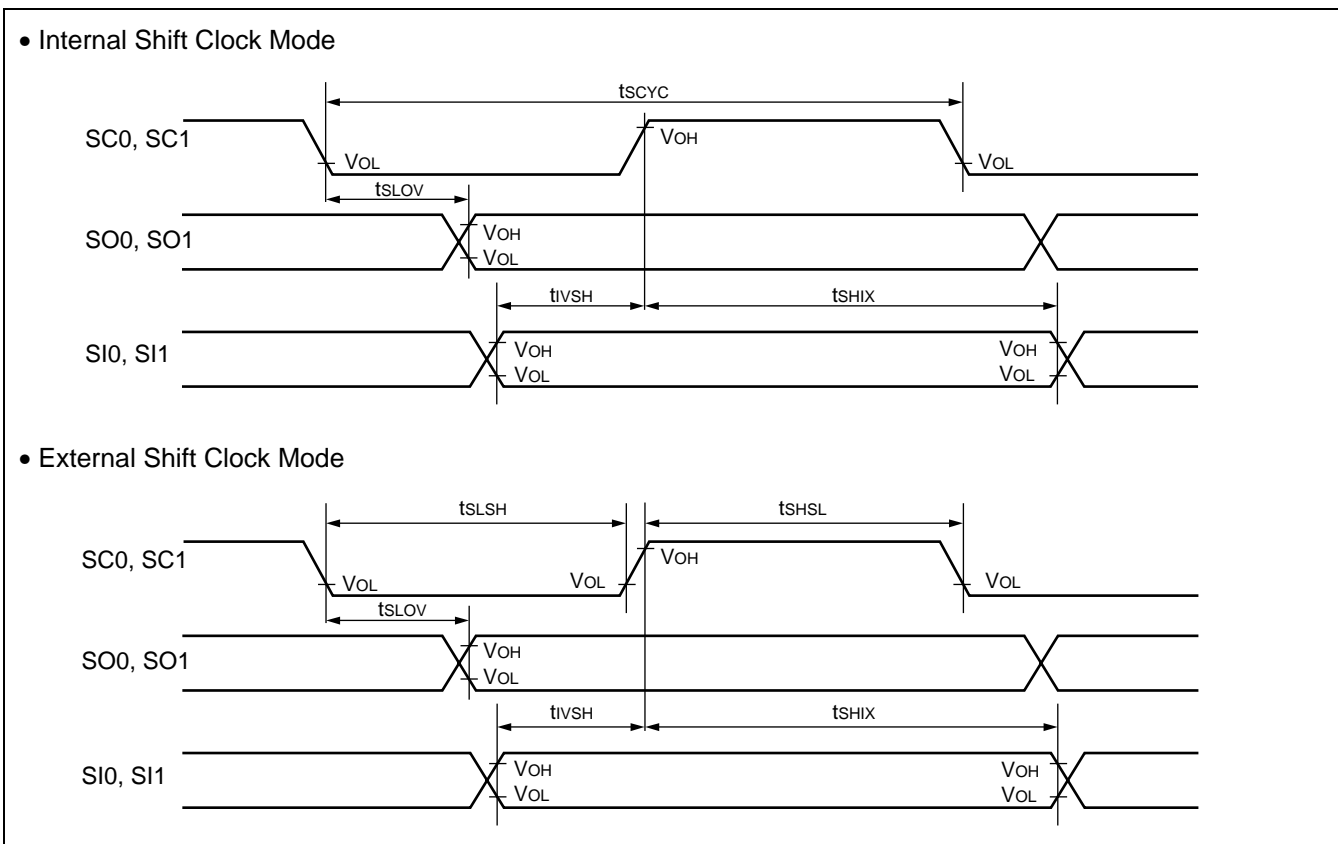 • Internal Shift Clock Mode
tSCYC
SC0, SC1
VOH
VOL
VOL
tSLOV
SO0, SO1
VOH
VOL
tIVSH
tSHIX
SI0, SI1
VOH
VOH
VOL
VOL
• External Shift Clock Mode
tSLSH
tSHSL
SC0, SC1
VOH
VOL
VOL
VOL
tSLOV
SO0, SO1
VOH
VOL
tIVSH
tSHIX
SI0, SI1
VOH
VOH
VOL
VOL